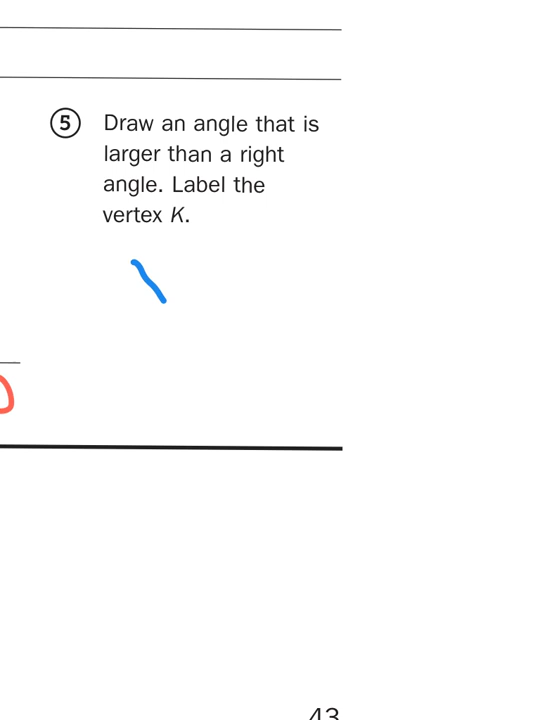 5 Draw an angle that is
larger than a right
angle. Label the
vertex K.
43